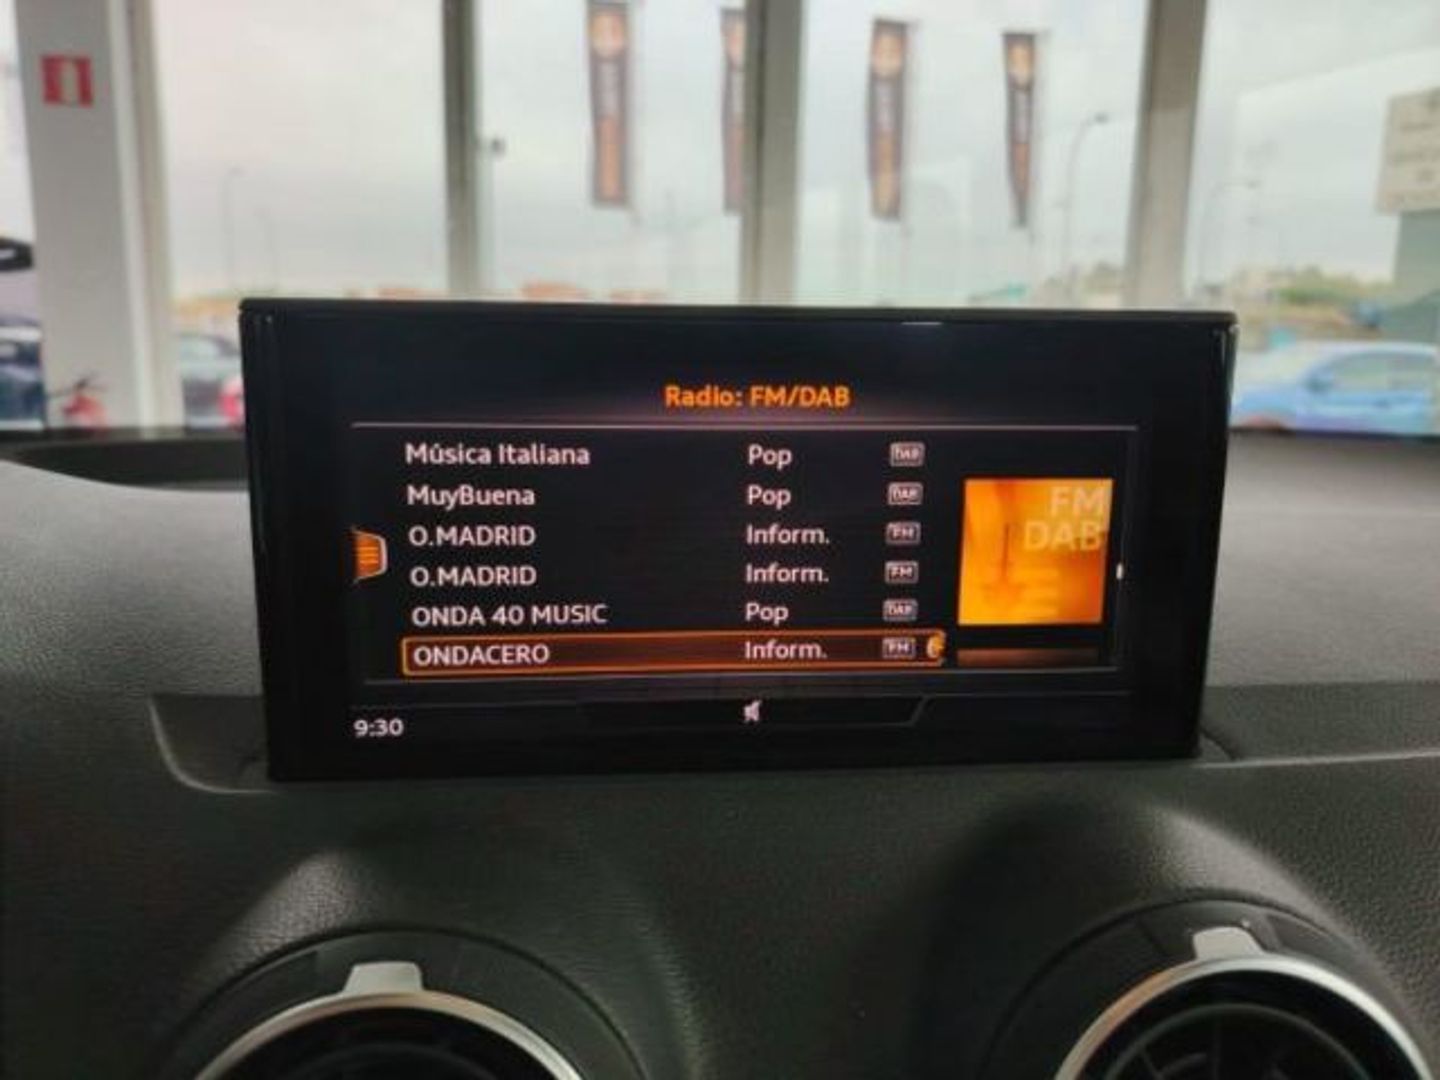 Radio: FM/DAB
Música Italiana Pop DAB
MuyBuena Pop DAB
O.MADRID Inform. FM
O.MADRID Inform. FM
ONDA 40 MUSIC Pop DAB
ONDACERO Inform. FM
FM
DAB
9:30